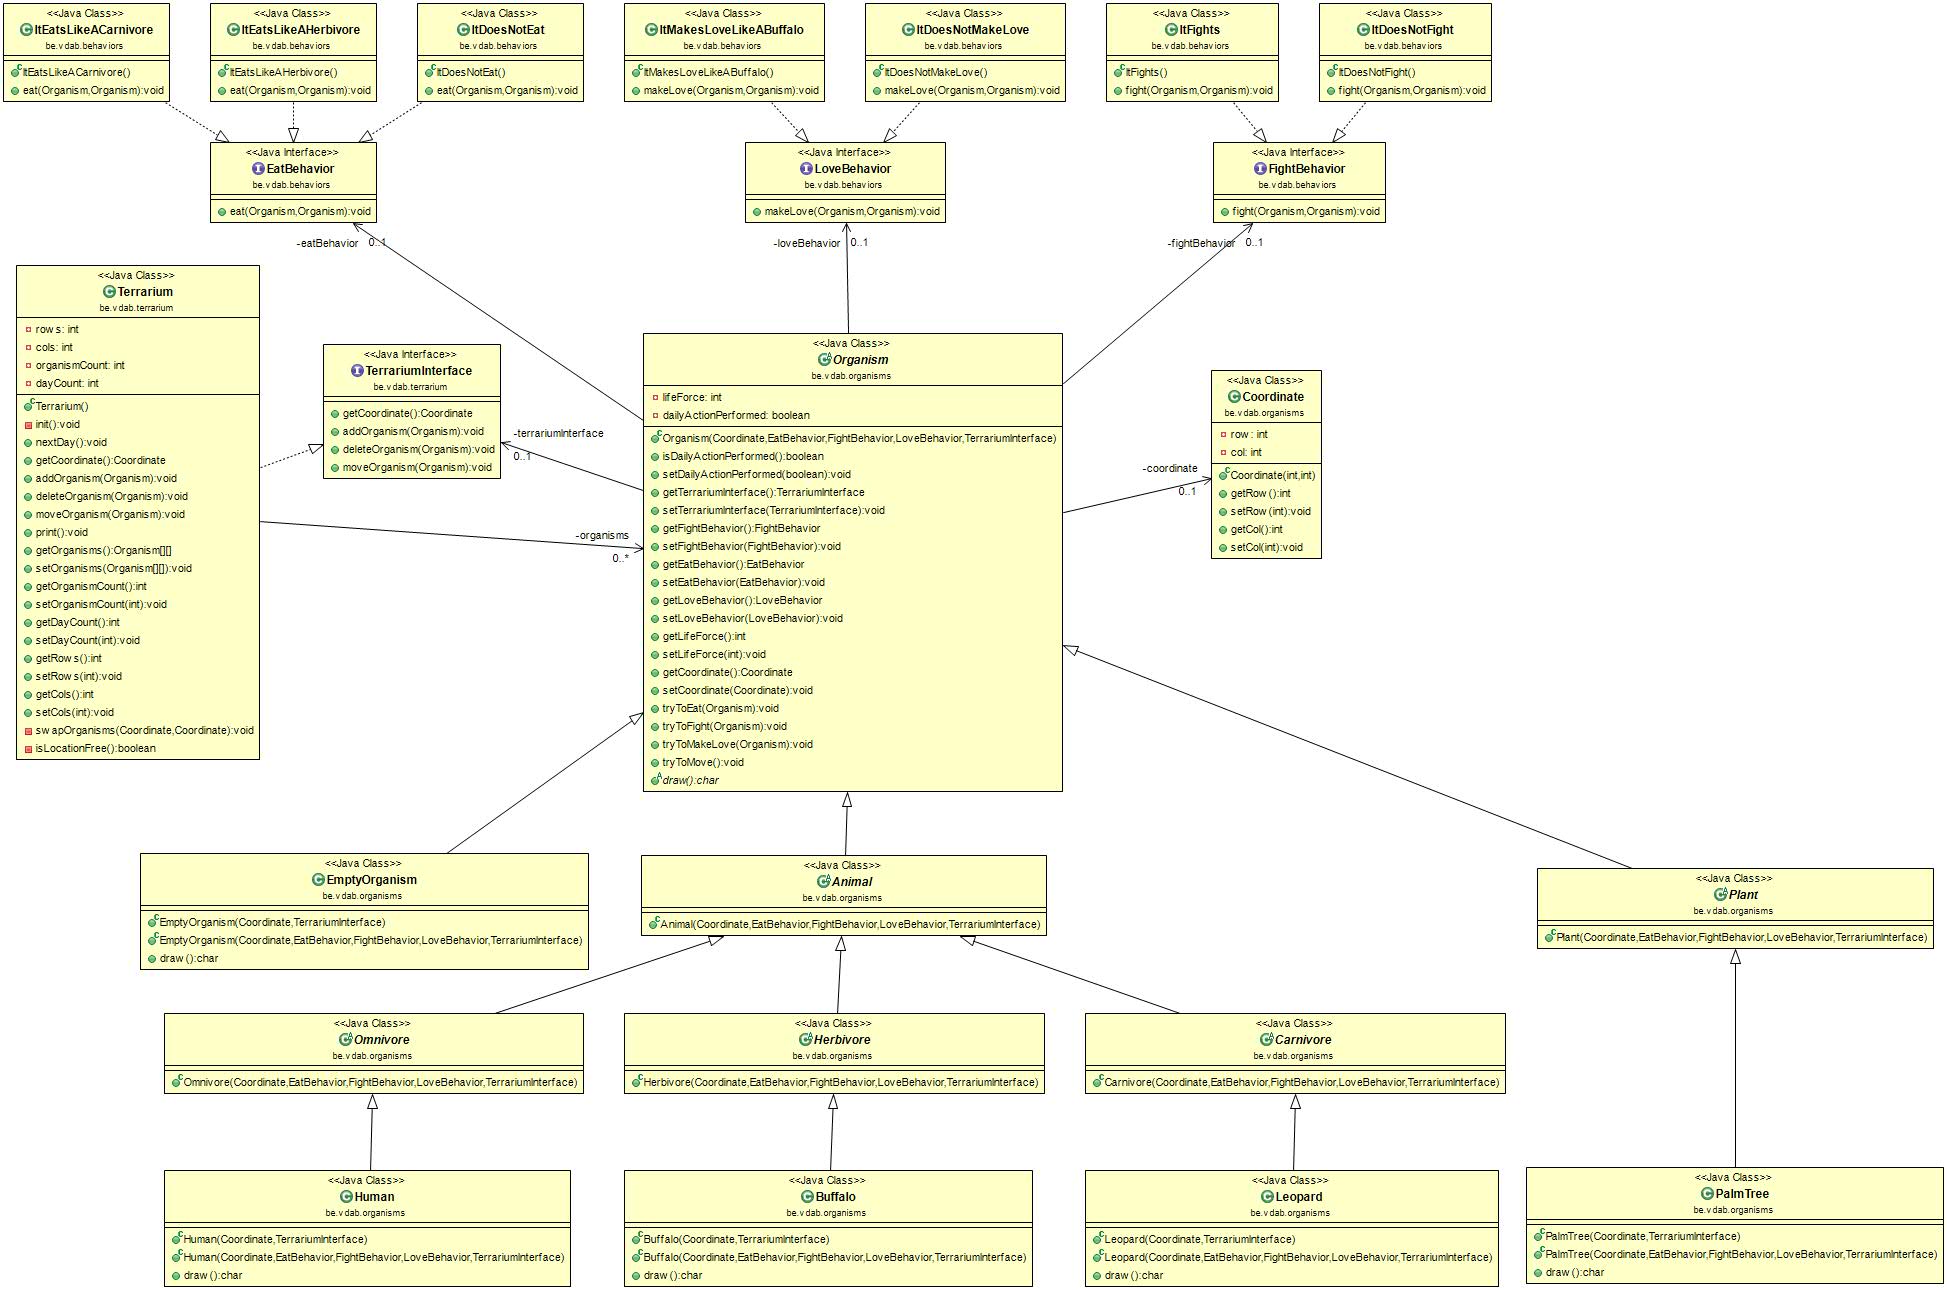 <<Java Class>>
ItEatsLikeACarnivore
be.vdab.behaviors
ItEatsLikeACarnivore()
eat(Organism,Organism):void
<<Java Class>>
ItEatsLikeAHerbivore
be.vdab.behaviors
ItEatsLikeAHerbivore()
eat(Organism,Organism):void
<<Java Class>>
ItDoesNotEat
be.vdab.behaviors
ItDoesNotEat()
eat(Organism,Organism):void
<<Java Class>>
ItMakesLoveLikeABuffalo
be.vdab.behaviors
ItMakesLoveLikeABuffalo()
makeLove(Organism,Organism):void
<<Java Class>>
ItDoesNotMakeLove
be.vdab.behaviors
ItDoesNotMakeLove()
makeLove(Organism,Organism):void
<<Java Class>>
ItFights
be.vdab.behaviors
ItFights()
fight(Organism,Organism):void
<<Java Class>>
ItDoesNotFight
be.vdab.behaviors
ItDoesNotFight()
fight(Organism,Organism):void
<<Java Interface>>
EatBehavior
be.vdab.behaviors
eat(Organism,Organism):void
<<Java Interface>>
LoveBehavior
be.vdab.behaviors
makeLove(Organism,Organism):void
<<Java Interface>>
FightBehavior
be.vdab.behaviors
fight(Organism,Organism):void
-eatBehavior 0..1
-loveBehavior 0..1
-fightBehavior 0..1
<<Java Class>>
Terrarium
be.vdab.terrarium
rows: int
cols: int
organismCount: int
dayCount: int
Terrarium()
init():void
nextDay():void
getCoordinate():Coordinate
addOrganism(Organism):void
deleteOrganism(Organism):void
moveOrganism(Organism):void
print():void
getOrganisms():Organism[][]
setOrganisms(Organism[][]):void
getOrganismCount():int
setOrganismCount(int):void
getDayCount():int
setDayCount(int):void
getRows():int
setRows(int):void
getCols():int
setCols(int):void
swapOrganisms(Coordinate,Coordinate):void
isLocationFree():boolean
<<Java Interface>>
TerrariumInterface
be.vdab.terrarium
getCoordinate():Coordinate
addOrganism(Organism):void
deleteOrganism(Organism):void
moveOrganism(Organism):void
-terrariumInterface
0..1
-organisms
0..*
<<Java Class>>
Organism
be.vdab.organisms
lifeForce: int
dailyActionPerformed: boolean
Organism(Coordinate,EatBehavior,FightBehavior,LoveBehavior,TerrariumInterface)
isDailyActionPerformed():boolean
setDailyActionPerformed(boolean):void
getTerrariumInterface():TerrariumInterface
setTerrariumInterface(TerrariumInterface):void
getFightBehavior():FightBehavior
setFightBehavior(FightBehavior):void
getEatBehavior():EatBehavior
setEatBehavior(EatBehavior):void
getLoveBehavior():LoveBehavior
setLoveBehavior(LoveBehavior):void
getLifeForce():int
setLifeForce(int):void
getCoordinate():Coordinate
setCoordinate(Coordinate):void
tryToEat(Organism):void
tryToFight(Organism):void
tryToMakeLove(Organism):void
tryToMove():void
draw():char
-coordinate
0..1
<<Java Class>>
Coordinate
be.vdab.organisms
row: int
col: int
Coordinate(int,int)
getRow():int
setRow(int):void
getCol():int
setCol(int):void
<<Java Class>>
EmptyOrganism
be.vdab.organisms
EmptyOrganism(Coordinate,TerrariumInterface)
EmptyOrganism(Coordinate,EatBehavior,FightBehavior,LoveBehavior,TerrariumInterface)
draw():char
<<Java Class>>
Animal
be.vdab.organisms
Animal(Coordinate,EatBehavior,FightBehavior,LoveBehavior,TerrariumInterface)
<<Java Class>>
Plant
be.vdab.organisms
Plant(Coordinate,EatBehavior,FightBehavior,LoveBehavior,TerrariumInterface)
<<Java Class>>
Omnivore
be.vdab.organisms
Omnivore(Coordinate,EatBehavior,FightBehavior,LoveBehavior,TerrariumInterface)
<<Java Class>>
Herbivore
be.vdab.organisms
Herbivore(Coordinate,EatBehavior,FightBehavior,LoveBehavior,TerrariumInterface)
<<Java Class>>
Carnivore
be.vdab.organisms
Carnivore(Coordinate,EatBehavior,FightBehavior,LoveBehavior,TerrariumInterface)
<<Java Class>>
Human
be.vdab.organisms
Human(Coordinate,TerrariumInterface)
Human(Coordinate,EatBehavior,FightBehavior,LoveBehavior,TerrariumInterface)
draw():char
<<Java Class>>
Buffalo
be.vdab.organisms
Buffalo(Coordinate,TerrariumInterface)
Buffalo(Coordinate,EatBehavior,FightBehavior,LoveBehavior,TerrariumInterface)
draw():char
<<Java Class>>
Leopard
be.vdab.organisms
Leopard(Coordinate,TerrariumInterface)
Leopard(Coordinate,EatBehavior,FightBehavior,LoveBehavior,TerrariumInterface)
draw():char
<<Java Class>>
PalmTree
be.vdab.organisms
PalmTree(Coordinate,TerrariumInterface)
PalmTree(Coordinate,EatBehavior,FightBehavior,LoveBehavior,TerrariumInterface)
draw():char